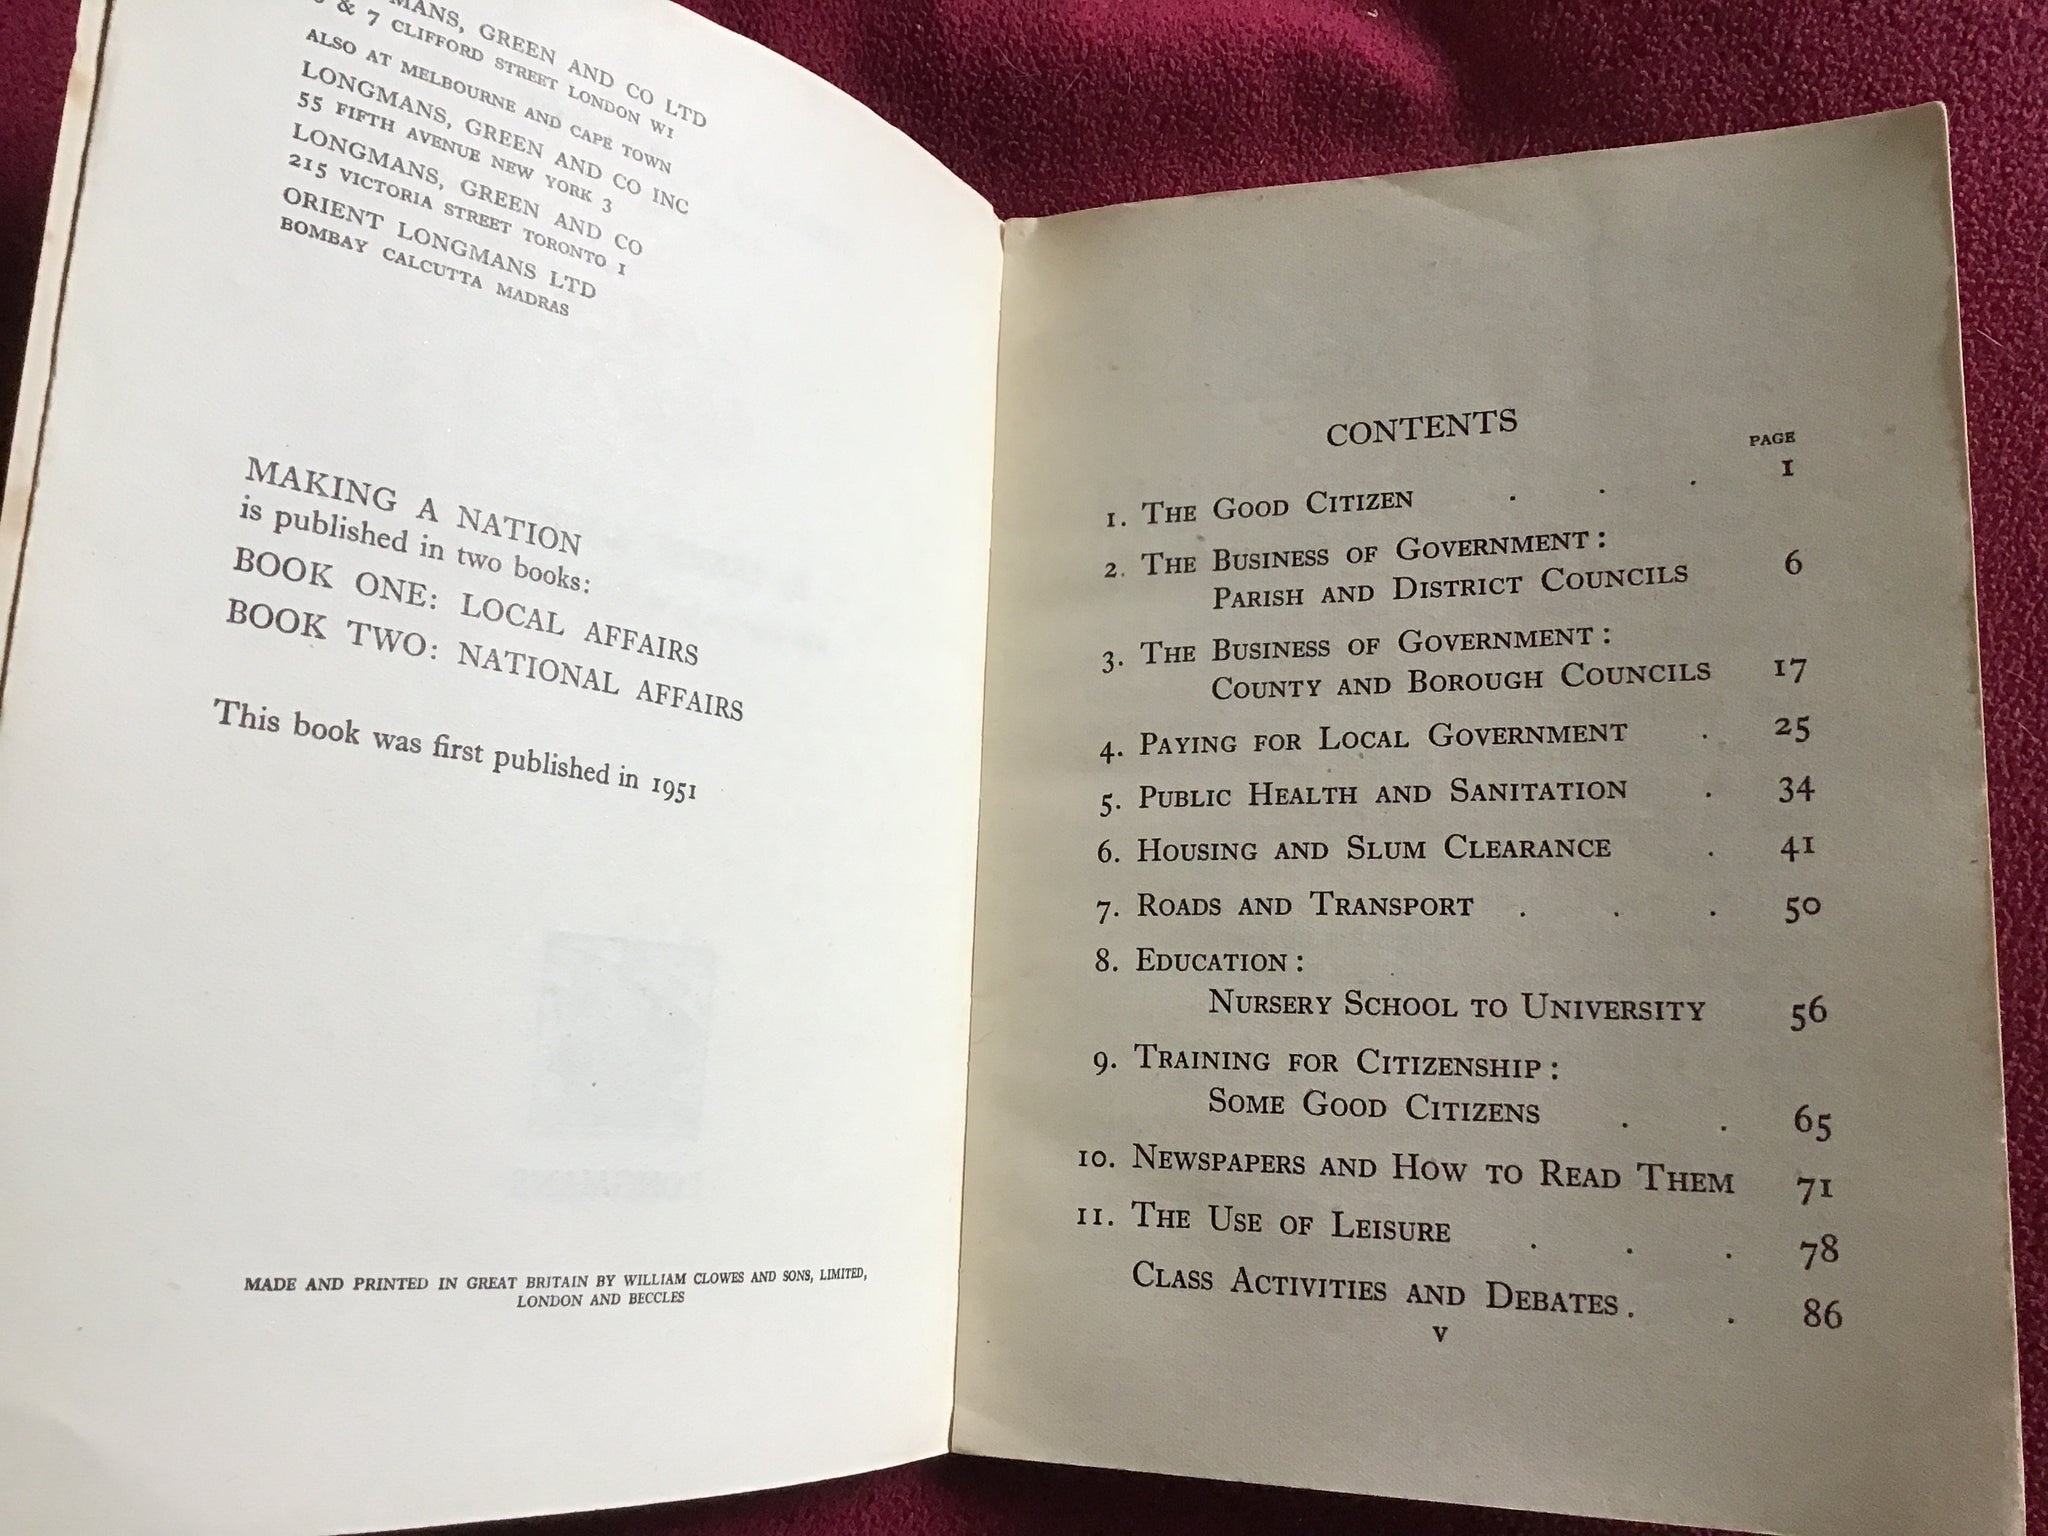 GREEN AND CO LTD
& 7 CLIFFORD STREET LONDON W1
ALSO AT MELBOURNE AND CAPE TOWN
LONGMANS, GREEN AND CO INC
55 FIFTH AVENUE NEW YORK 3
LONGMANS, GREEN AND CO
215 VICTORIA STREET TORONTO 1
ORIENT LONGMANS LTD
BOMBAY CALCUTTA MADRAS
MAKING A NATION
is published in two books:
BOOK ONE: LOCAL AFFAIRS
BOOK TWO: NATIONAL AFFAIRS
This book was first published in 1951
MADE AND PRINTED IN GREAT BRITAIN BY WILLIAM CLOWES AND SONS, LIMITED,
LONDON AND BECCLES
CONTENTS
PAGE
1. THE GOOD CITIZEN . . . 1
2. THE BUSINESS OF GOVERNMENT:
PARISH AND DISTRICT COUNCILS 6
3. THE BUSINESS OF GOVERNMENT:
COUNTY AND BOROUGH COUNCILS 17
4. PAYING FOR LOCAL GOVERNMENT . 25
5. PUBLIC HEALTH AND SANITATION . 34
6. HOUSING AND SLUM CLEARANCE . 41
7. ROADS AND TRANSPORT . . . 50
8. EDUCATION:
NURSERY SCHOOL TO UNIVERSITY 56
9. TRAINING FOR CITIZENSHIP:
SOME GOOD CITIZENS . . 65
10. NEWSPAPERS AND HOW TO READ THEM 71
11. THE USE OF LEISURE . . . 78
CLASS ACTIVITIES AND DEBATES . . 86
v